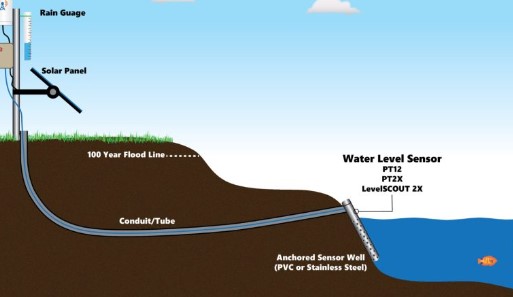 Rain Guage
Solar Panel
100 Year Flood Line
Water Level Sensor
PT12
PT2X
LevelSCOUT 2X
Conduit/Tube
Anchored Sensor Well
(PVC or Stainless Steel)